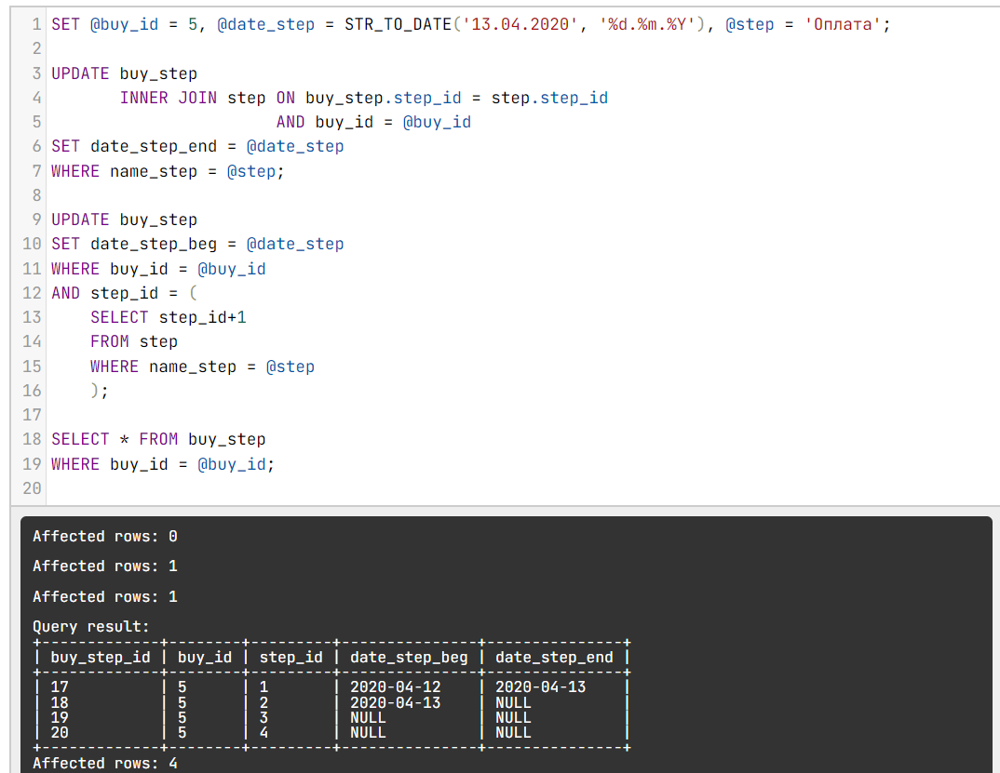 1 SET @buy_id = 5, @date_step = STR_TO_DATE('13.04.2020', '%d.%m.%Y'), @step = 'Оплата';
2
3 UPDATE buy_step
4        INNER JOIN step ON buy_step.step_id = step.step_id
5                        AND buy_id = @buy_id
6 SET date_step_end = @date_step
7 WHERE name_step = @step;
8
9 UPDATE buy_step
10 SET date_step_beg = @date_step
11 WHERE buy_id = @buy_id
12 AND step_id = (
13     SELECT step_id+1
14     FROM step
15     WHERE name_step = @step
16     );
17
18 SELECT * FROM buy_step
19 WHERE buy_id = @buy_id;
20
Affected rows: 0
Affected rows: 1
Affected rows: 1
Query result:
+-------------+--------+---------+---------------+---------------+
| buy_step_id | buy_id | step_id | date_step_beg | date_step_end |
+-------------+--------+---------+---------------+---------------+
| 17          | 5      | 1       | 2020-04-12    | 2020-04-13    |
| 18          | 5      | 2       | 2020-04-13    | NULL          |
| 19          | 5      | 3       | NULL          | NULL          |
| 20          | 5      | 4       | NULL          | NULL          |
+-------------+--------+---------+---------------+---------------+
Affected rows: 4